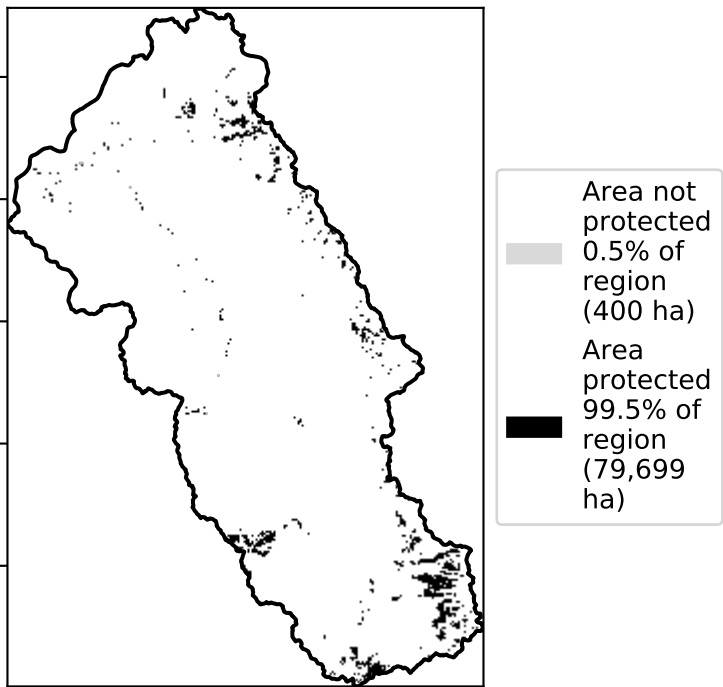 Area not
protected
0.5% of
region
(400 ha)
Area
protected
99.5% of
region
(79,699
ha)